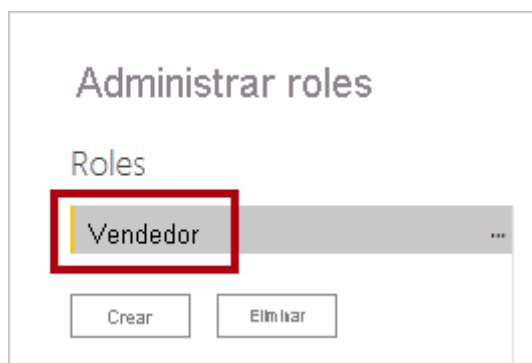 Administrar roles
Roles
Vendedor ...
Crear Eliminar